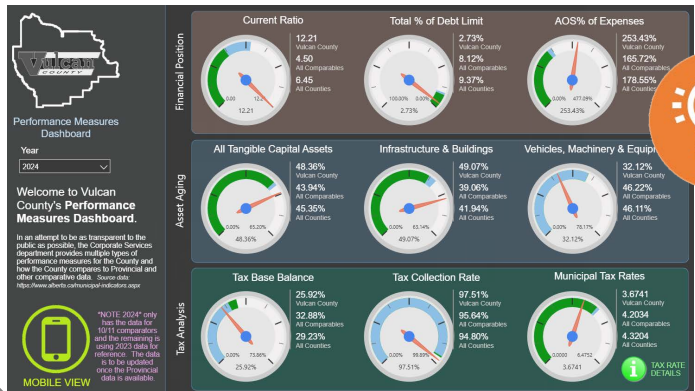 Vulcan
COUNTY
Performance Measures
Dashboard
Year
2024
Welcome to Vulcan
County's Performance
Measures Dashboard.
In an attempt to be as transparent to the
public as possible, the Corporate Services
department provides multiple types of
performance measures for the County and
how the County compares to Provincial and
other comparative data. Source data:
https://www.alberta.ca/municipal-indicators.aspx
MOBILE VIEW
"NOTE 2024" only
has the data for
10/11 comparators
and the remaining is
using 2023 data for
reference. The data
is to be updated
once the Provincial
data is available.
Financial Position
Current Ratio
0.00
12.21
12.21
12.21
Vulcan County
4.50
All Comparables
6.45
All Counties
Total % of Debt Limit
100.00%
0.00%
2.73%
2.73%
Vulcan County
8.12%
All Comparables
9.37%
All Counties
AOS% of Expenses
0.00%
477.09%
253.43%
253.43%
Vulcan County
165.72%
All Comparables
178.55%
All Counties
Asset Aging
All Tangible Capital Assets
0.00%
65.20%
48.36%
48.36%
Vulcan County
43.94%
All Comparables
45.35%
All Counties
Infrastructure & Buildings
0.00%
65.14%
49.07%
49.07%
Vulcan County
39.06%
All Comparables
41.94%
All Counties
Vehicles, Machinery & Equip
0.00%
76.17%
32.12%
32.12%
Vulcan County
46.22%
All Comparables
46.11%
All Counties
Tax Analysis
Tax Base Balance
0.00%
73.86%
25.92%
25.92%
Vulcan County
32.88%
All Comparables
29.23%
All Counties
Tax Collection Rate
0.00%
99.69%
97.51%
97.51%
Vulcan County
95.64%
All Comparables
94.80%
All Counties
Municipal Tax Rates
0.0000
6.4752
3.6741
3.6741
Vulcan County
4.2034
All Comparables
4.3204
All Counties
i
TAX RATE
DETAILS